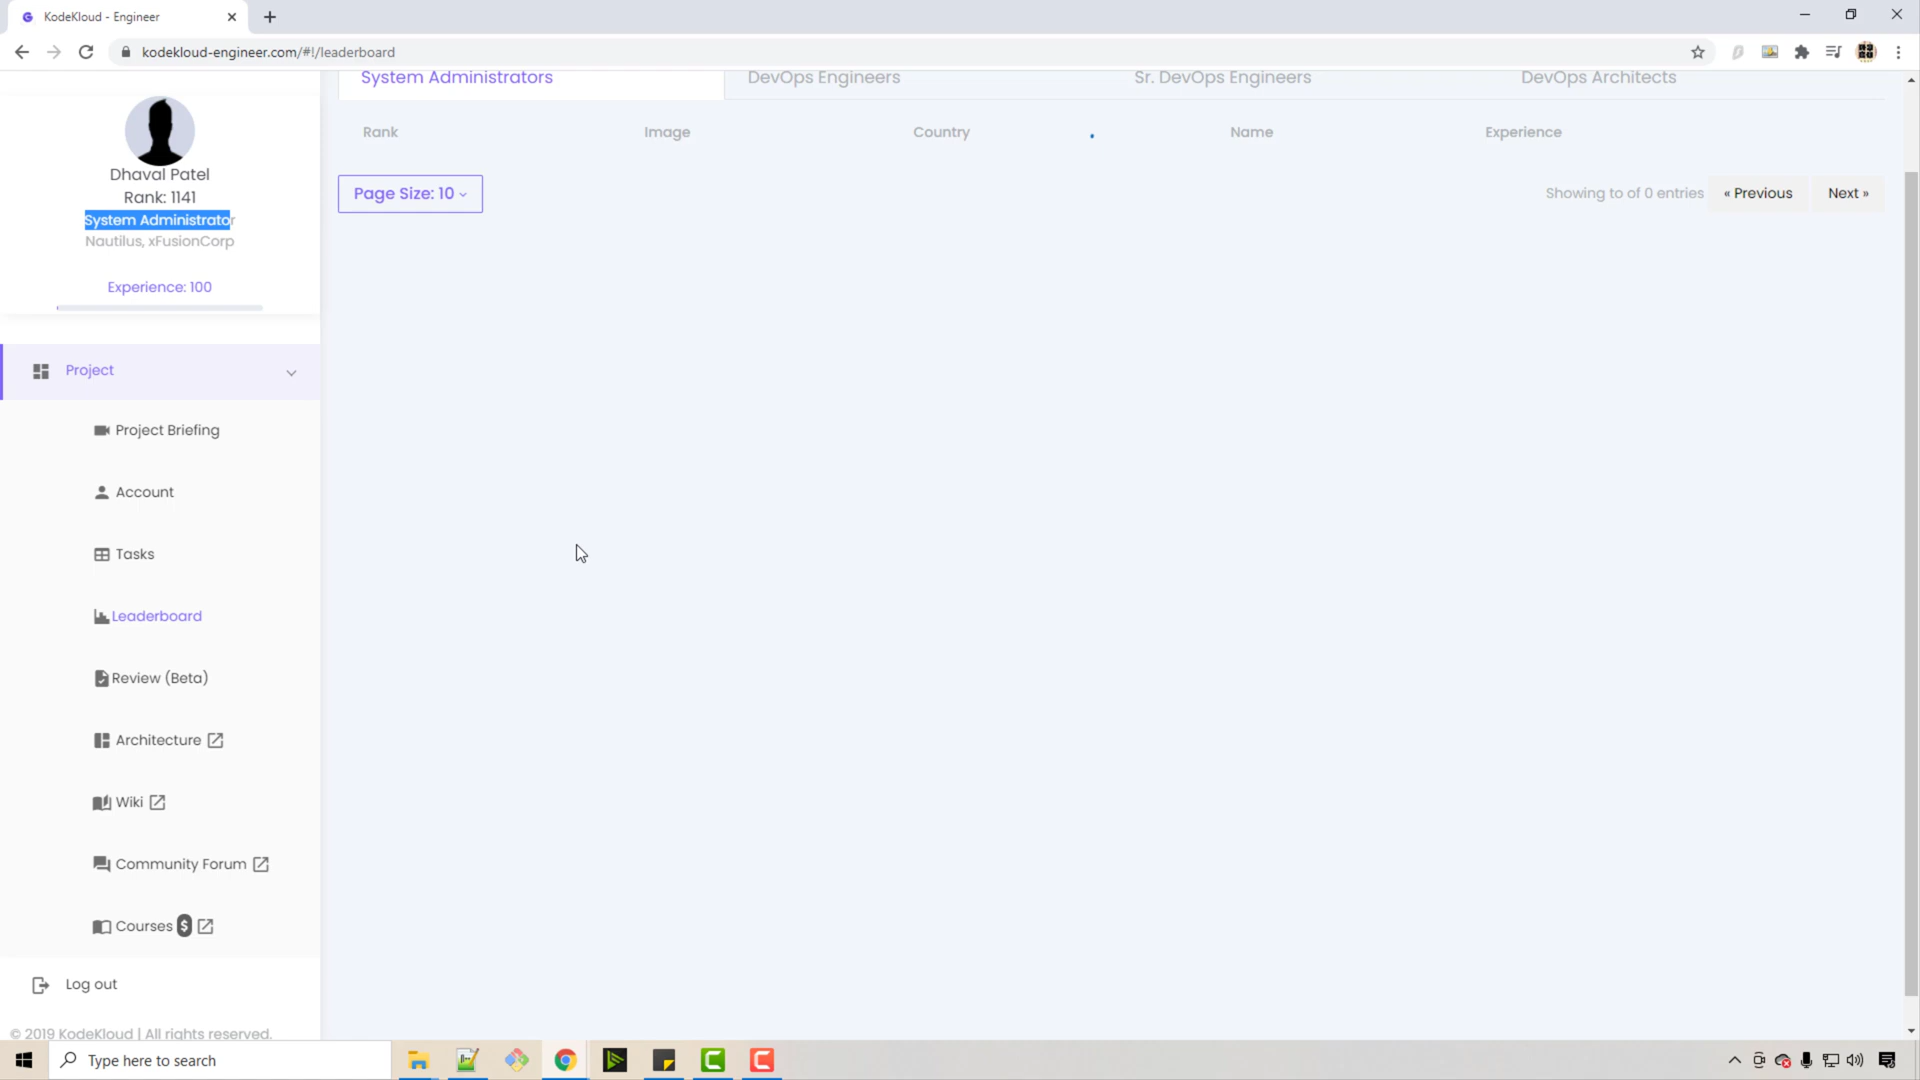 KodeKloud - Engineer
kodekloud-engineer.com/#!/leaderboard
System Administrators
DevOps Engineers
Sr. DevOps Engineers
DevOps Architects
Rank
Image
Country
Name
Experience
Page Size: 10
Showing to of 0 entries
« Previous
Next »
Dhaval Patel
Rank: 1141
System Administrator
Nautilus, xFusionCorp
Experience: 100
Project
Project Briefing
Account
Tasks
Leaderboard
Review (Beta)
Architecture
Wiki
Community Forum
Courses $
Log out
© 2019 KodeKloud | All rights reserved.
Type here to search